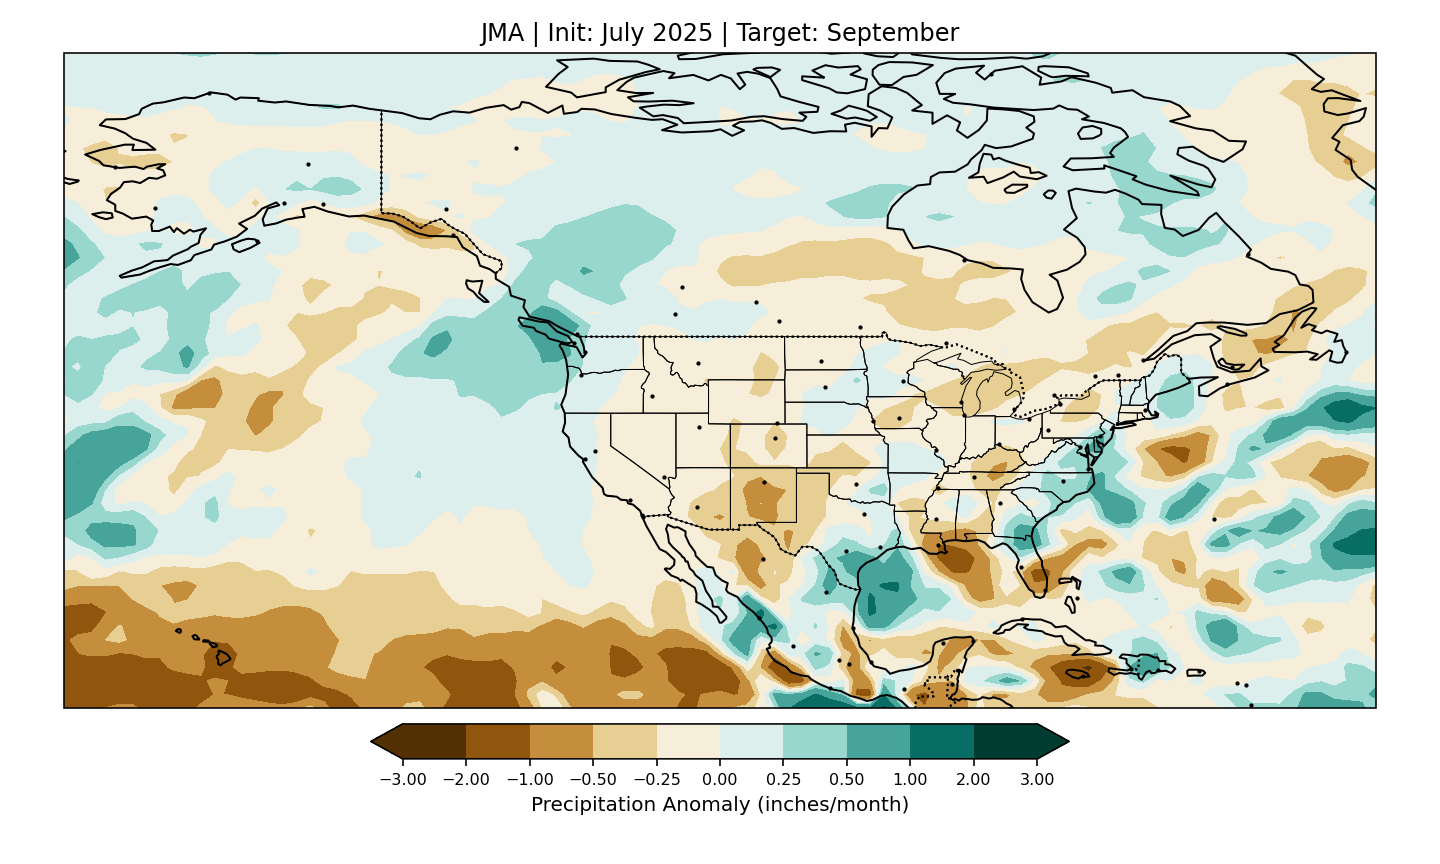 JMA | Init: July 2025 | Target: September
−3.00 −2.00 −1.00 −0.50 −0.25 0.00 0.25 0.50 1.00 2.00 3.00
Precipitation Anomaly (inches/month)